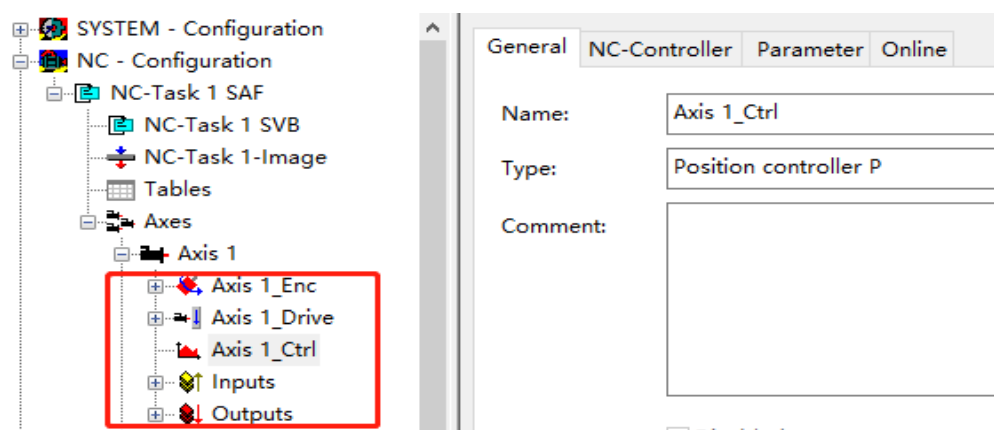 SYSTEM - Configuration
NC - Configuration
NC-Task 1 SAF
NC-Task 1 SVB
NC-Task 1-Image
Tables
Axes
Axis 1
Axis 1_Enc
Axis 1_Drive
Axis 1_Ctrl
Inputs
Outputs
General NC-Controller Parameter Online
Name: Axis 1_Ctrl
Type: Position controller P
Comment: